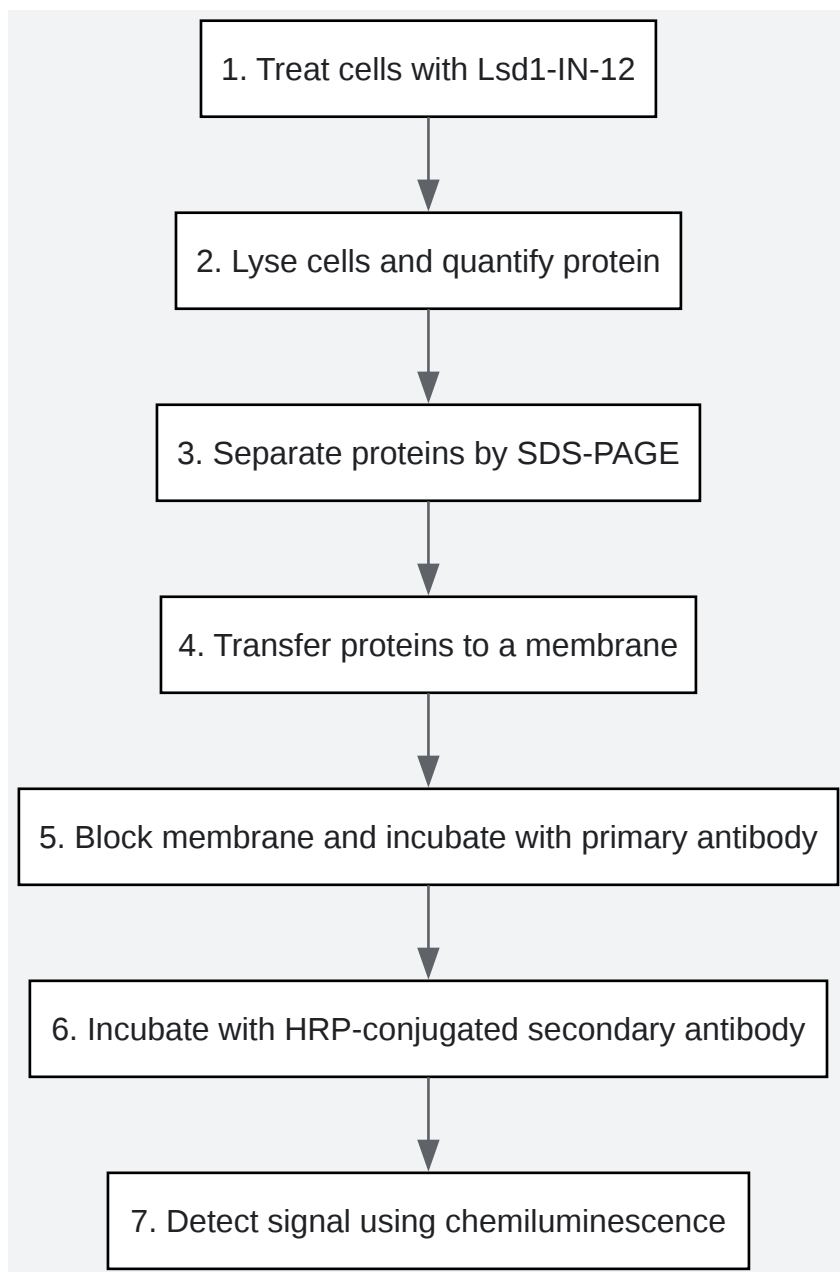 1. Treat cells with Lsd1-IN-12
2. Lyse cells and quantify protein
3. Separate proteins by SDS-PAGE
4. Transfer proteins to a membrane
5. Block membrane and incubate with primary antibody
6. Incubate with HRP-conjugated secondary antibody
7. Detect signal using chemiluminescence